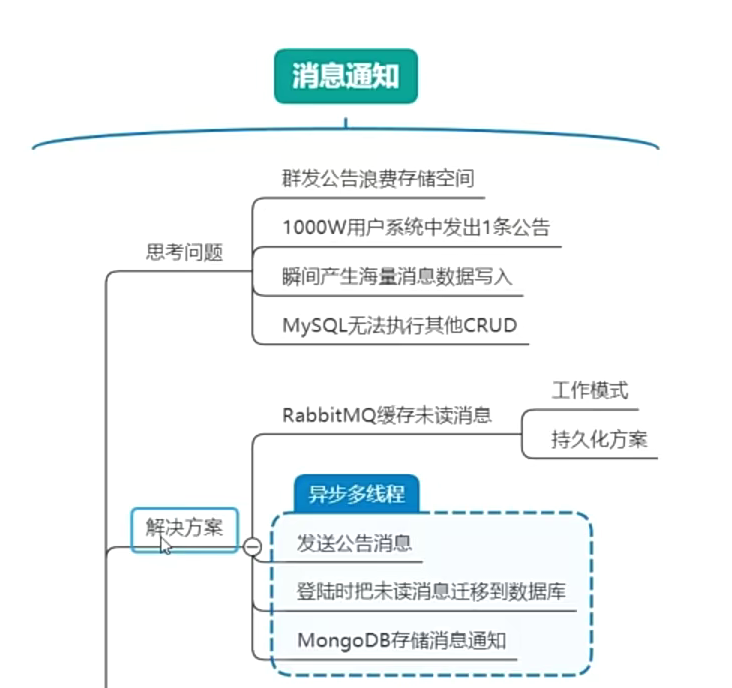 消息通知
思考问题
群发公告浪费存储空间
1000W用户系统中发出1条公告
瞬间产生海量消息数据写入
MySQL无法执行其他CRUD
解决方案
RabbitMQ缓存未读消息
工作模式
持久化方案
异步多线程
发送公告消息
登陆时把未读消息迁移到数据库
MongoDB存储消息通知